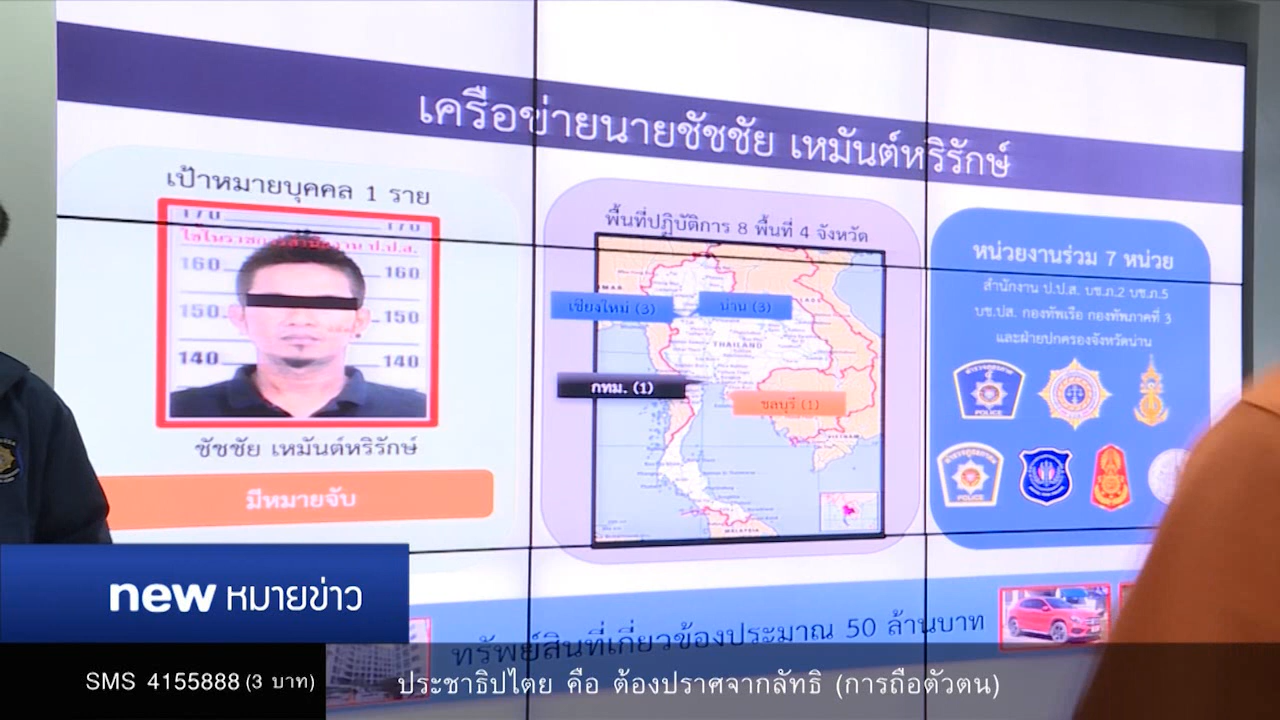 เครือข่ายนายชัชชัย เหมันต์หริรักษ์
เป้าหมายบุคคล 1 ราย
170 170
160 160
150 150
140 140
ชัชชัย เหมันต์หริรักษ์
มีหมายจับ
พื้นที่ปฏิบัติการ 8 พื้นที่ 4 จังหวัด
เชียงใหม่ (3)
น่าน (3)
THAILAND
กทม. (1)
ชลบุรี (1)
VIETNAM
MALAYSIA
หน่วยงานร่วม 7 หน่วย
สำนักงาน ป.ป.ส. บช.ภ.2 บช.ภ.5
บช.ปส. กองทัพเรือ กองทัพภาคที่ 3
และฝ่ายปกครองจังหวัดน่าน
POLICE
POLICE
ทรัพย์สินที่เกี่ยวข้องประมาณ 50 ล้านบาท
new หมายข่าว
SMS 4155888 (3 บาท)
ประชาธิปไตย คือ ต้องปราศจากลัทธิ (การถือตัวตน)